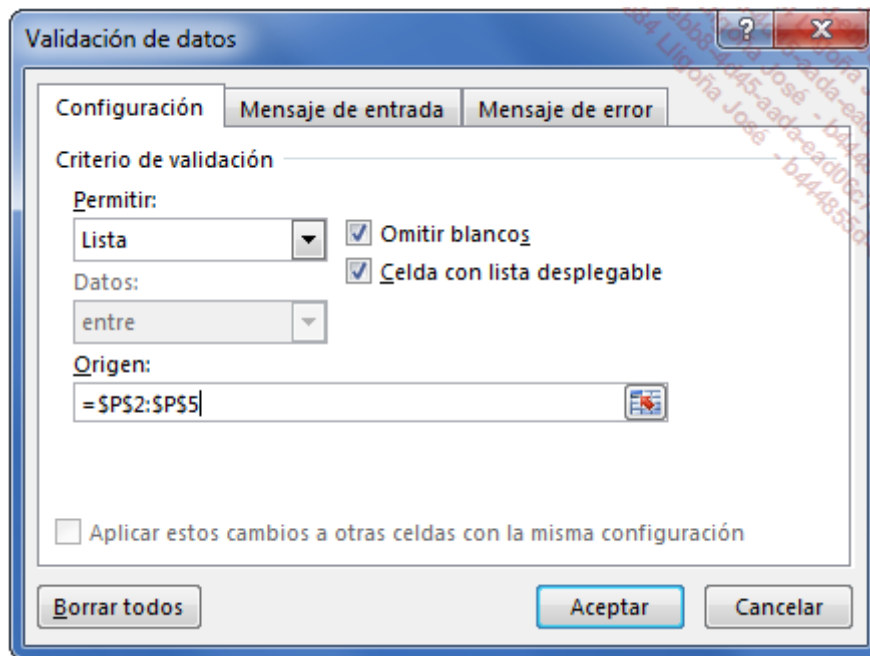 Validación de datos
?
X
Configuración
Mensaje de entrada
Mensaje de error
Criterio de validación
Permitir:
Lista
Omitir blancos
Celda con lista desplegable
Datos:
entre
Origen:
=$P$2:$P$5
Aplicar estos cambios a otras celdas con la misma configuración
Borrar todos
Aceptar
Cancelar